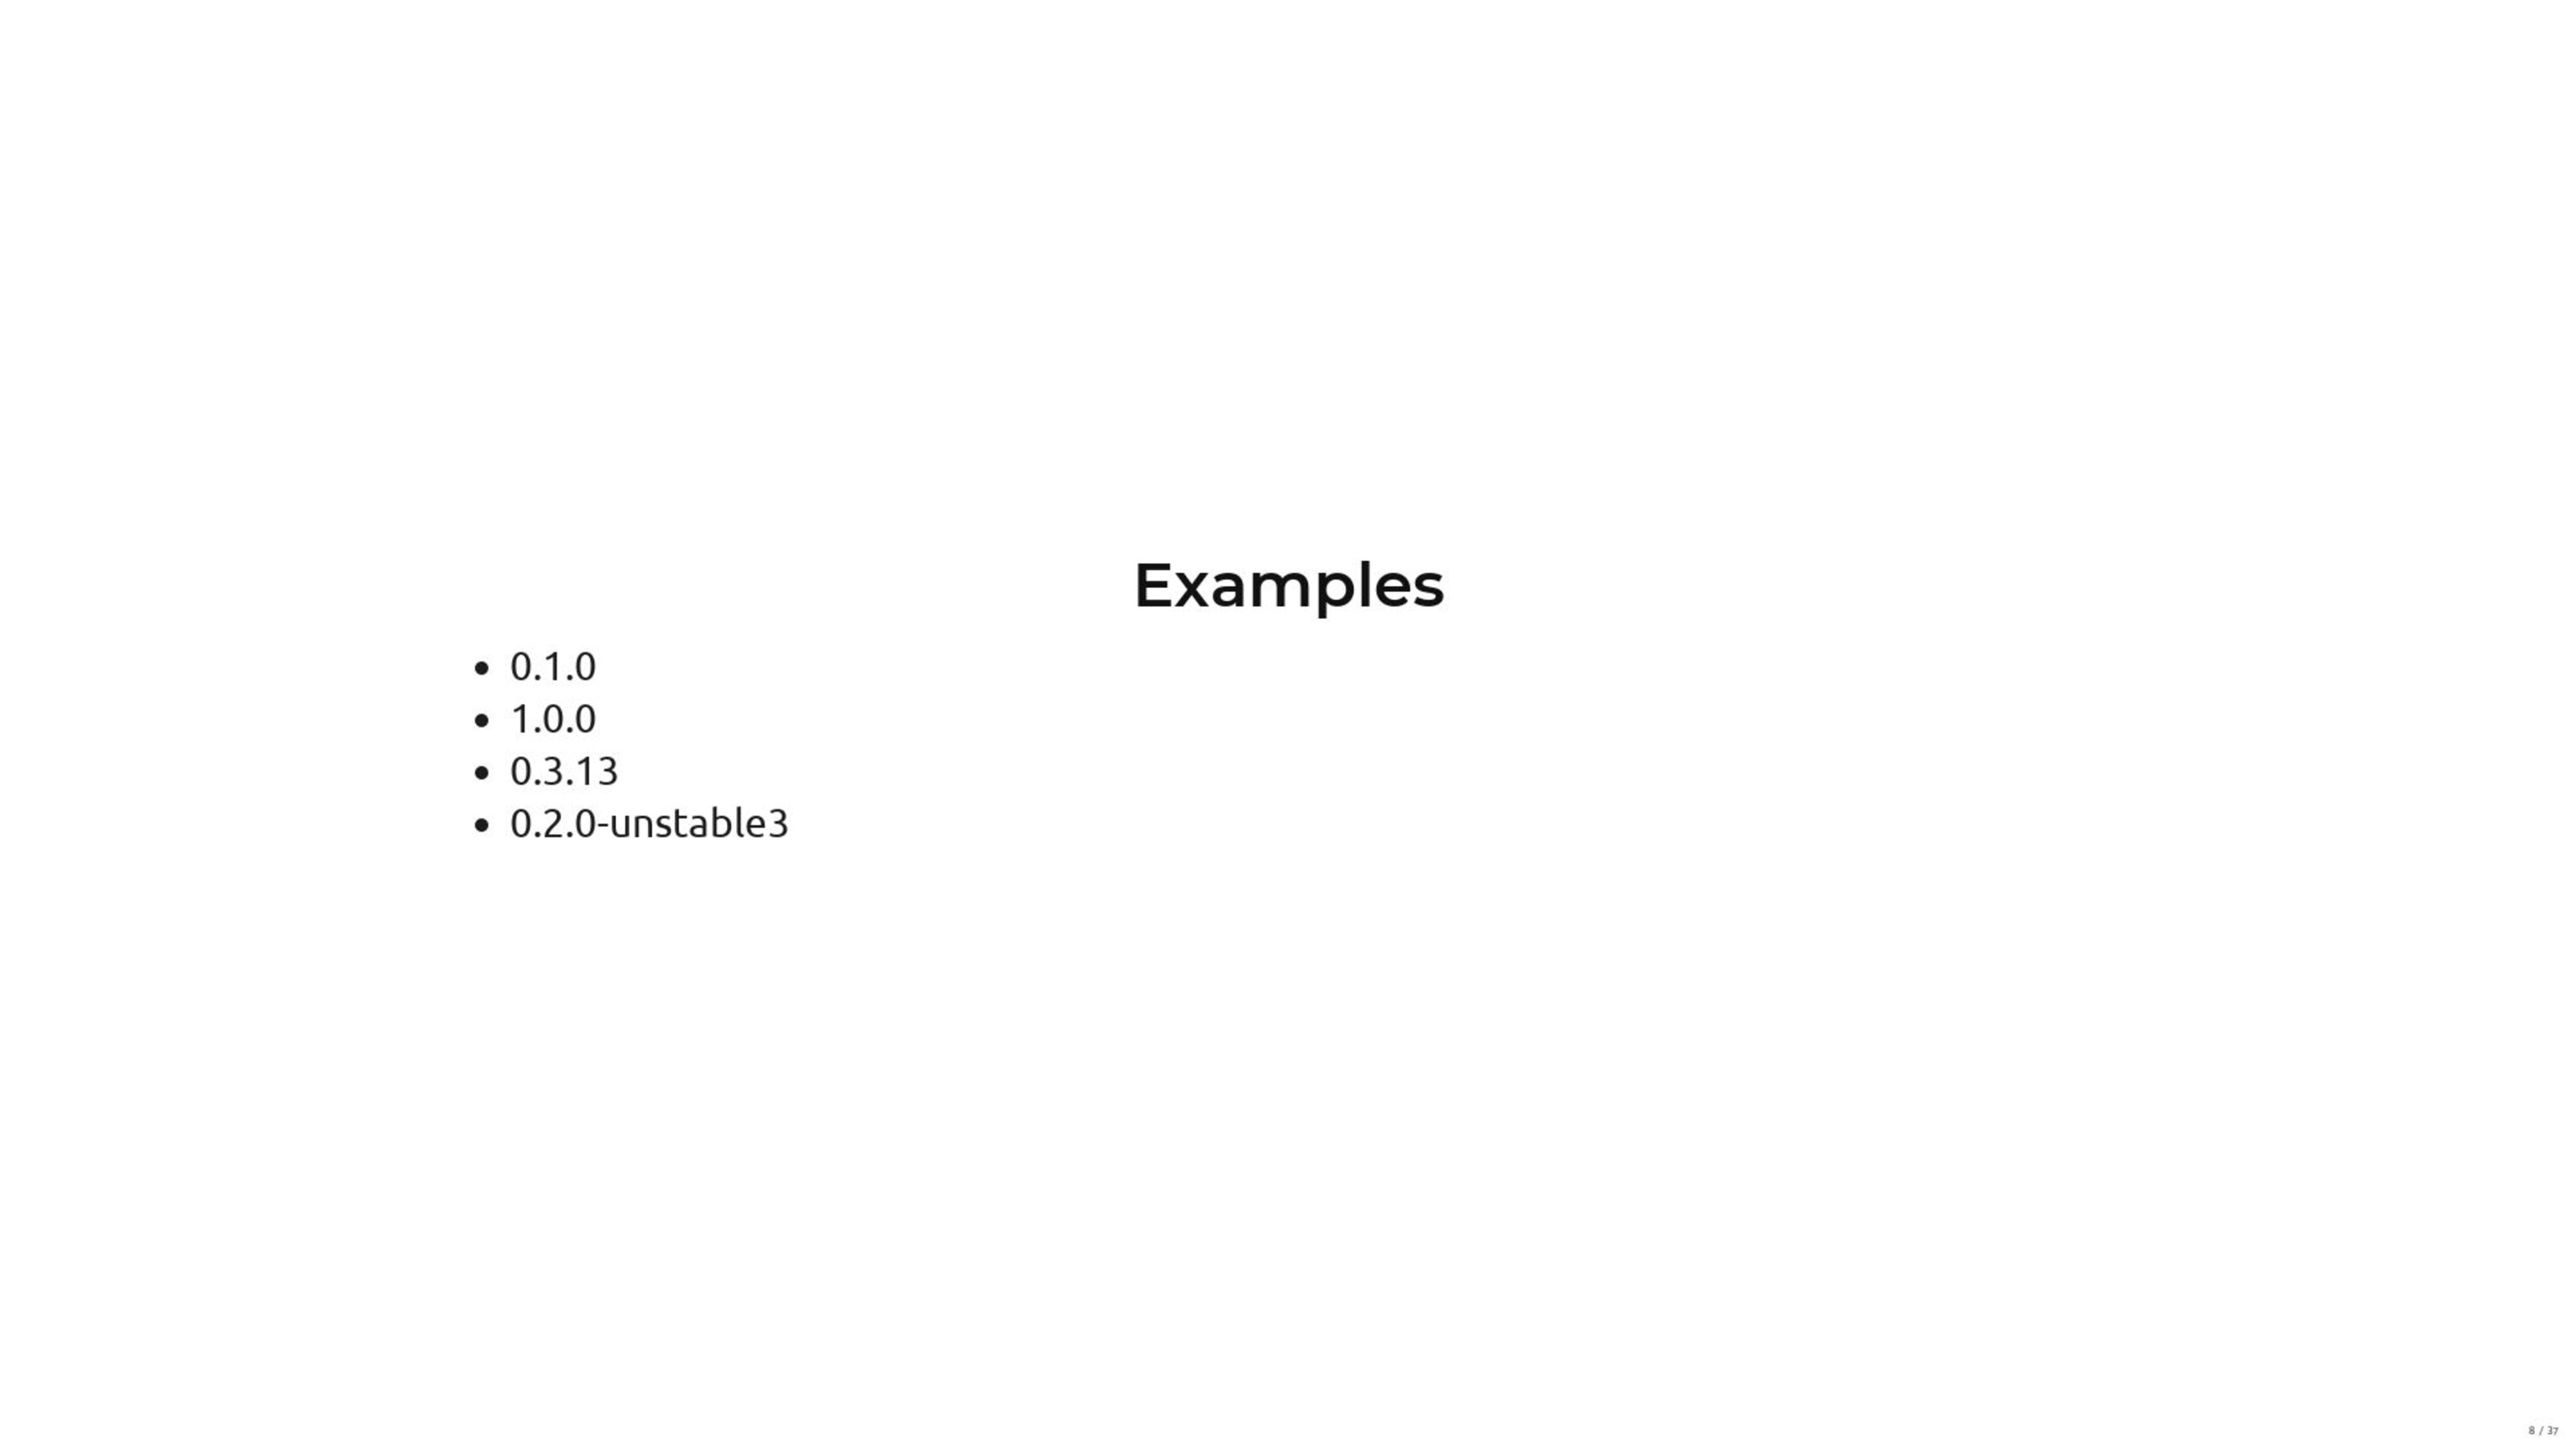 Examples
• 0.1.0
• 1.0.0
• 0.3.13
• 0.2.0-unstable3
8 / 37